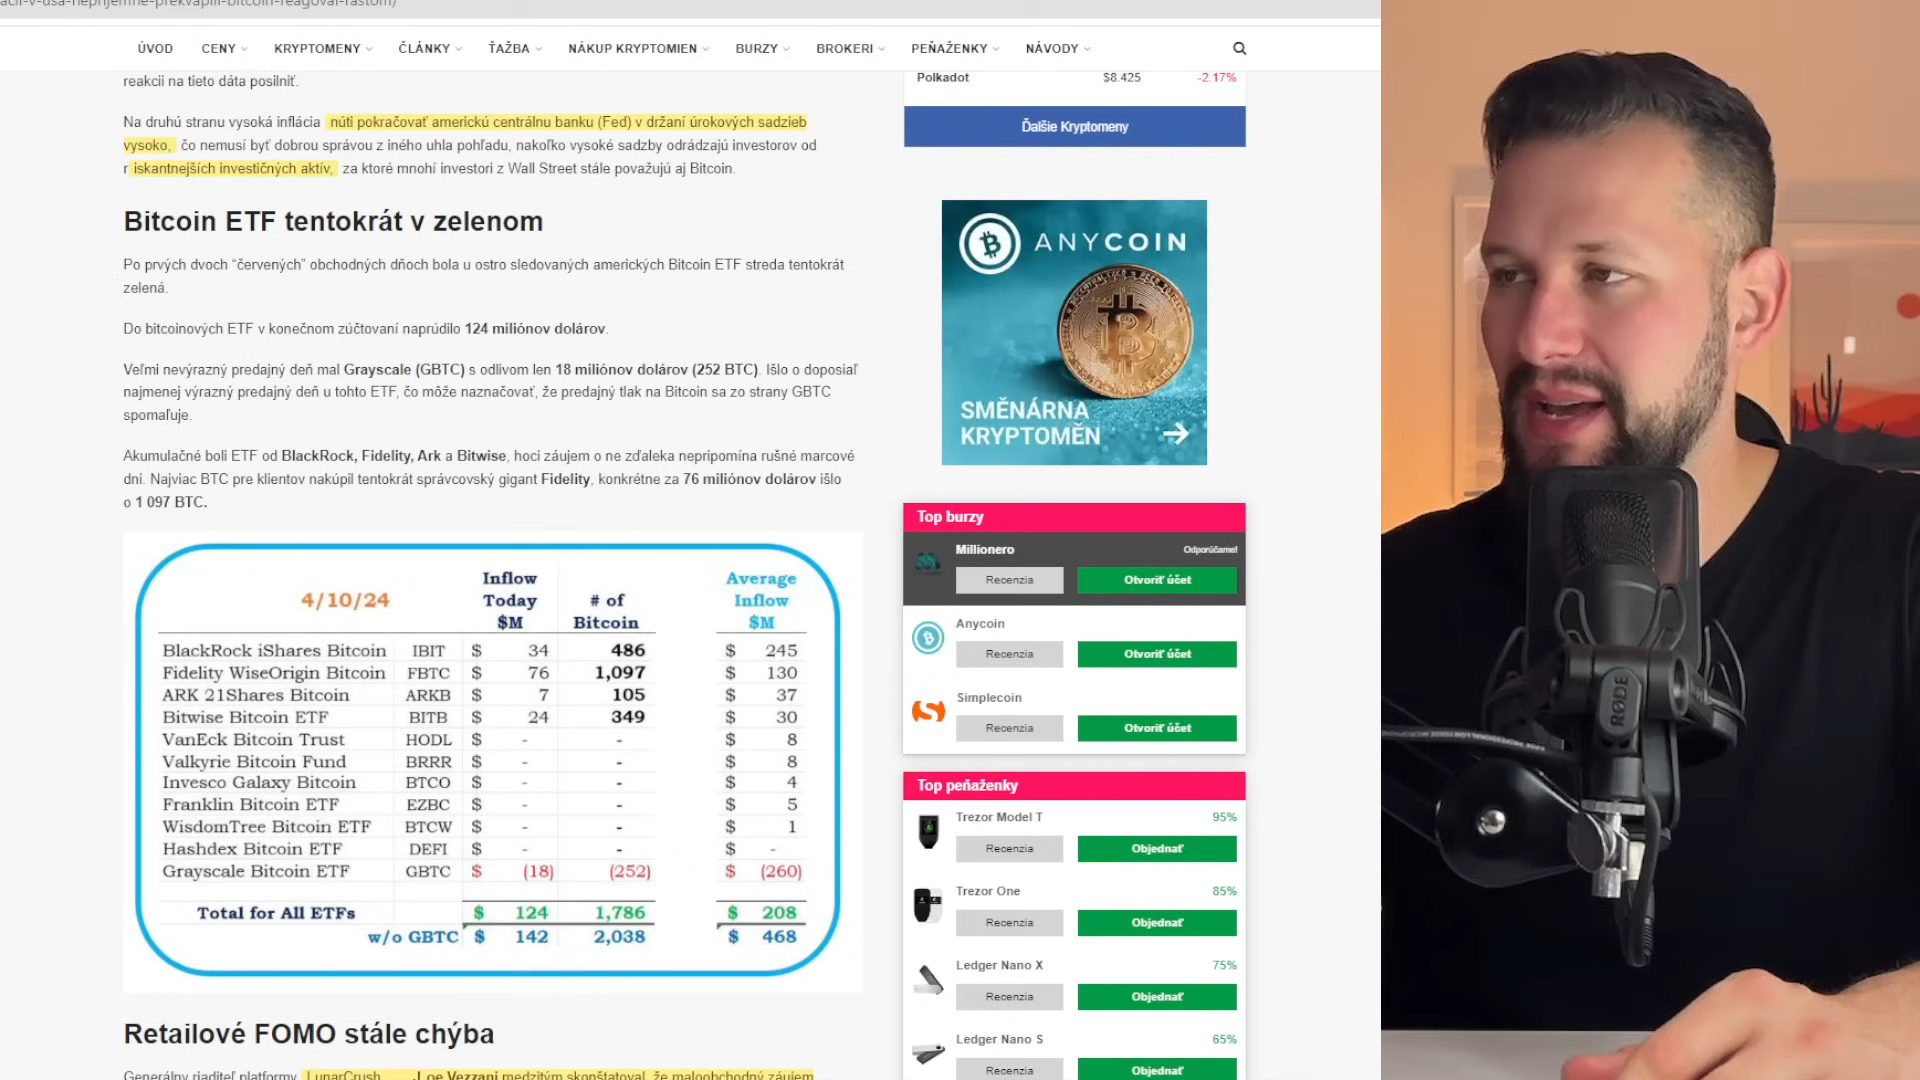 ÚVOD CENY KRYPTOMENY ČLÁNKY ŤAŽBA NÁKUP KRYPTOMIEN BURZY BROKERI PEŇAŽENKY NÁVODY
reakcii na tieto dáta posilniť.
Na druhú stranu vysoká inflácia núti pokračovať americkú centrálnu banku (Fed) v držaní úrokových sadzieb
vysoko, čo nemusí byť dobrou správou z iného uhla pohľadu, nakoľko vysoké sadzby odrádzajú investorov od
riskantnejších investičných aktív, za ktoré mnohí investori z Wall Street stále považujú aj Bitcoin.
Bitcoin ETF tentokrát v zelenom
Po prvých dvoch “červených” obchodných dňoch bola u ostro sledovaných amerických Bitcoin ETF streda tentokrát
zelená.
Do bitcoinových ETF v konečnom zúčtovaní naprúdilo 124 miliónov dolárov.
Veľmi nevýrazný predajný deň mal Grayscale (GBTC) s odlivom len 18 miliónov dolárov (252 BTC). Išlo o doposiaľ
najmenej výrazný predajný deň u tohto ETF, čo môže naznačovať, že predajný tlak na Bitcoin sa zo strany GBTC
spomaľuje.
Akumulačné boli ETF od BlackRock, Fidelity, Ark a Bitwise, hoci záujem o ne zďaleka nepripomína rušné marcové
dni. Najviac BTC pre klientov nakúpil tentokrát správcovský gigant Fidelity, konkrétne za 76 miliónov dolárov išlo
o 1 097 BTC.
4/10/24
Inflow Today $M
# of Bitcoin
Average Inflow $M
BlackRock iShares Bitcoin IBIT $ 34 486 $ 245
Fidelity WiseOrigin Bitcoin FBTC $ 76 1,097 $ 130
ARK 21Shares Bitcoin ARKB $ 7 105 $ 37
Bitwise Bitcoin ETF BITB $ 24 349 $ 30
VanEck Bitcoin Trust HODL $ - - $ 8
Valkyrie Bitcoin Fund BRRR $ - - $ 8
Invesco Galaxy Bitcoin BTCO $ - - $ 4
Franklin Bitcoin ETF EZBC $ - - $ 5
WisdomTree Bitcoin ETF BTCW $ - - $ 1
Hashdex Bitcoin ETF DEFI $ - - $ -
Grayscale Bitcoin ETF GBTC $ (18) (252) $ (260)
Total for All ETFs $ 124 1,786 $ 208
w/o GBTC $ 142 2,038 $ 468
Retailové FOMO stále chýba
Generálny riaditeľ platformy LunarCrush Joe Vezzani medzitým skonštatoval, že maloobchodný záujem
Polkadot $8.425 -2.17%
Ďalšie Kryptomeny
ANYCOIN
SMĚNÁRNA
KRYPTOMĚN
Top burzy
Millionero Odporúčame!
Recenzia Otvoriť účet
Anycoin
Recenzia Otvoriť účet
Simplecoin
Recenzia Otvoriť účet
Top peňaženky
Trezor Model T 95%
Recenzia Objednať
Trezor One 85%
Recenzia Objednať
Ledger Nano X 75%
Recenzia Objednať
Ledger Nano S 65%
Recenzia Objednať
RODE